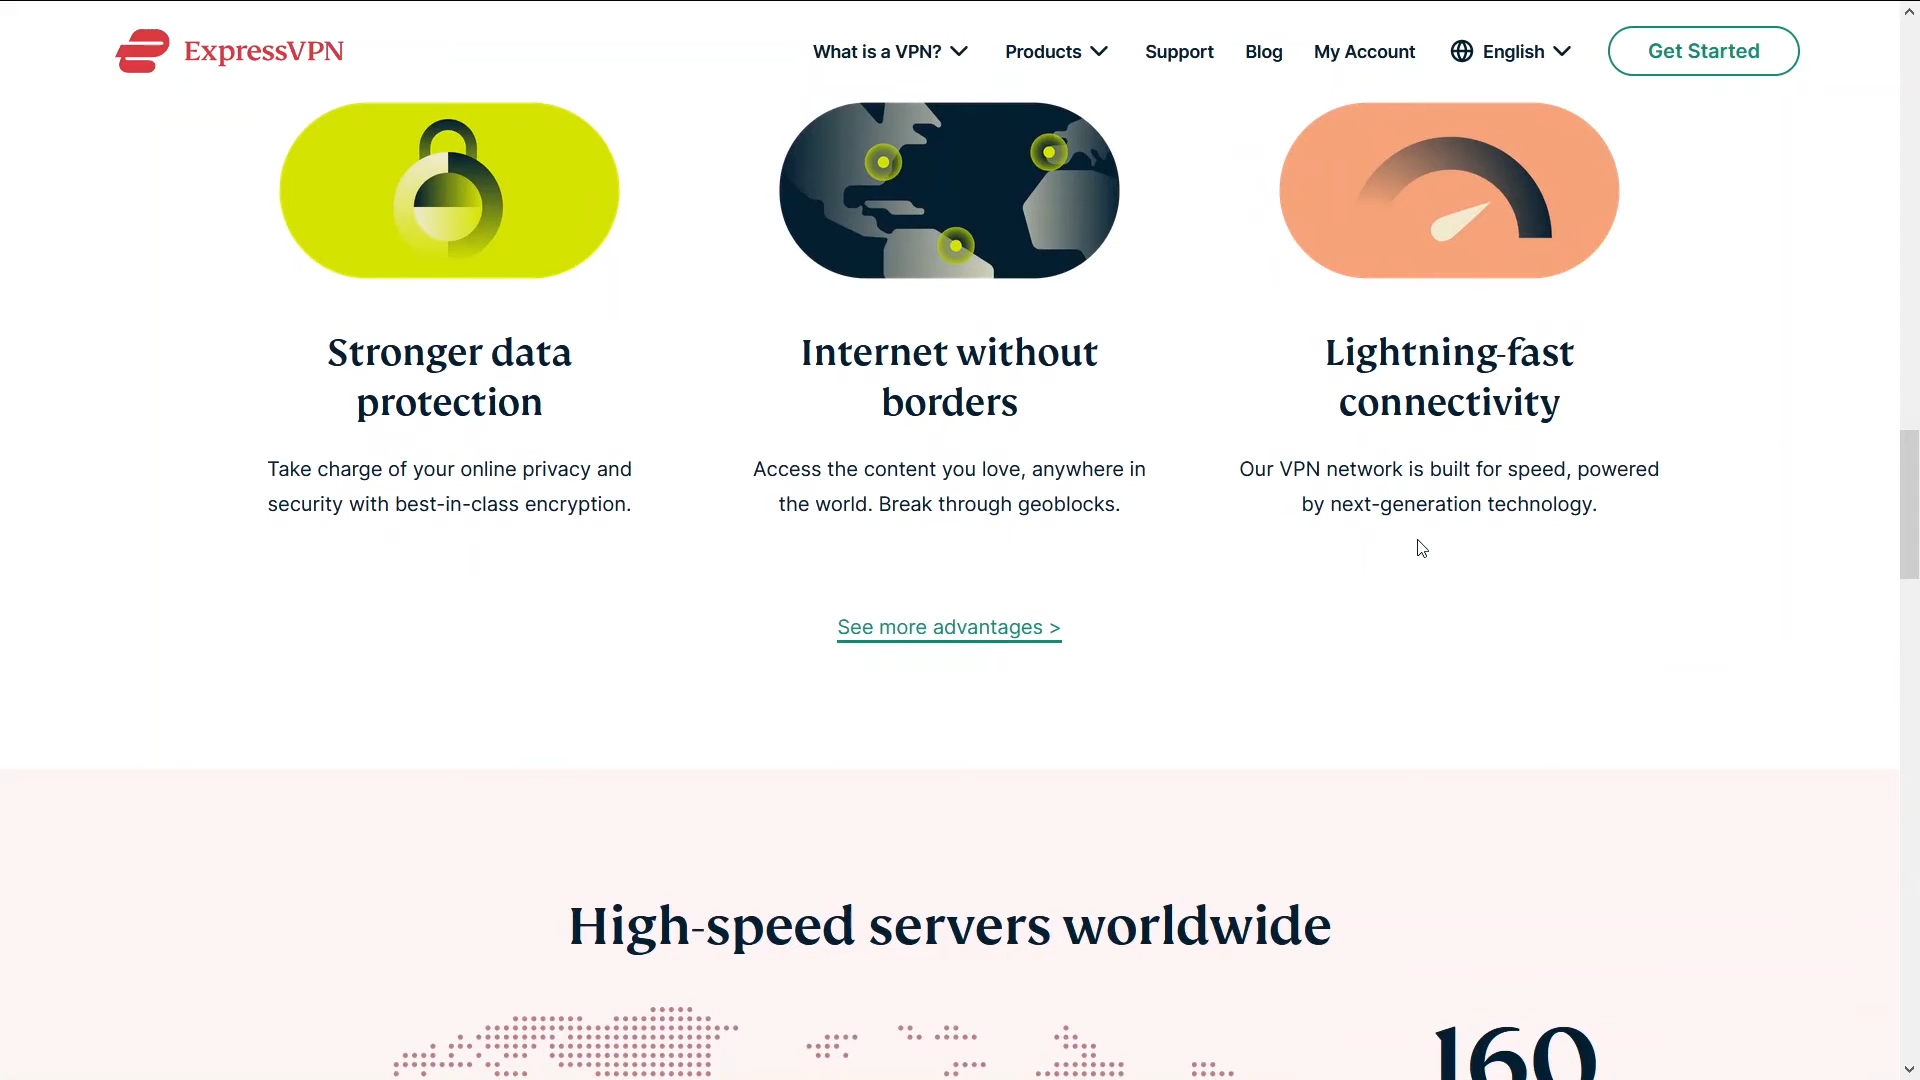 ExpressVPN
What is a VPN?
Products
Support
Blog
My Account
English
Get Started
Stronger data
protection
Take charge of your online privacy and
security with best-in-class encryption.
Internet without
borders
Access the content you love, anywhere in
the world. Break through geoblocks.
Lightning-fast
connectivity
Our VPN network is built for speed, powered
by next-generation technology.
See more advantages >
High-speed servers worldwide
160